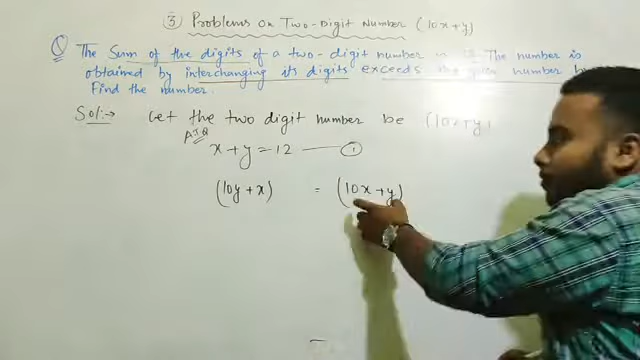 ③ Problems On Two-Digit Number (10x+y)
Q The Sum of the digits of a two-digit number is 12. The number is
obtained by interchanging its digits exceeds the given number by
Find the number.
Sol:→ Let the two digit number be (10x+y)
A.T.Q
x+y=12 ——— ①
(10y+x) = (10x+y)